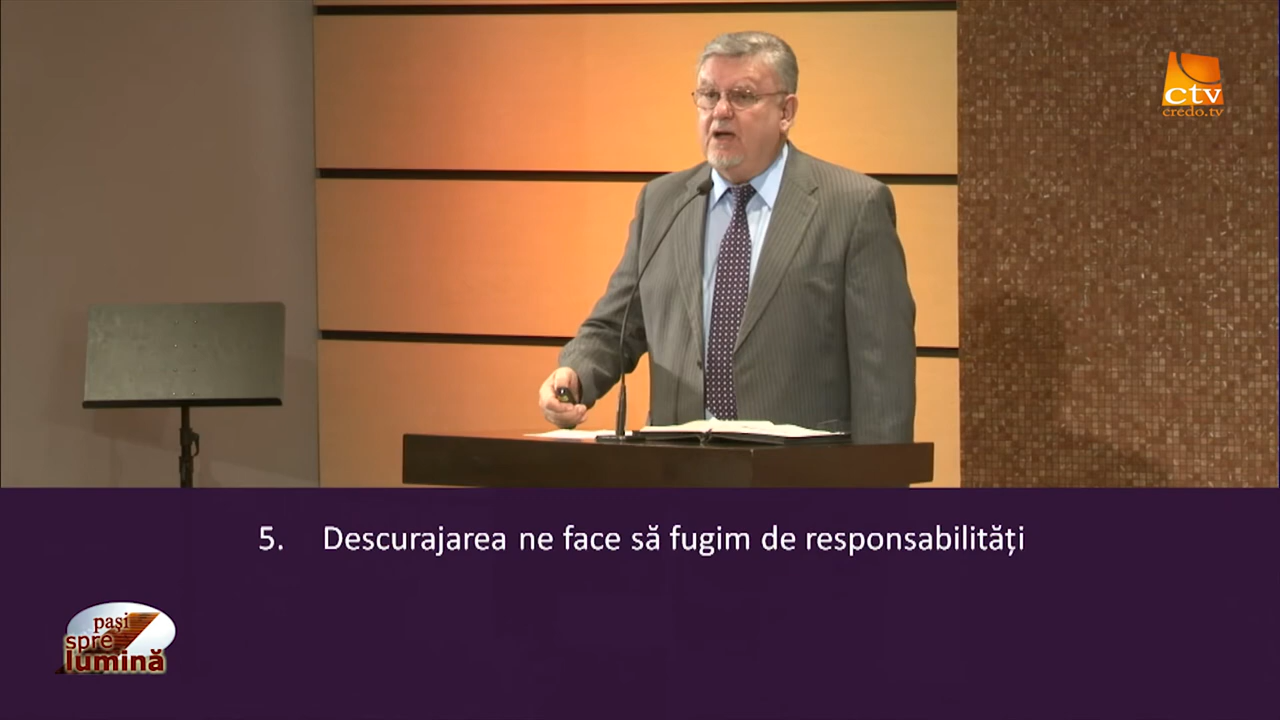 ctv
credo.tv
5. Descurajarea ne face să fugim de responsabilități
pași
spre
lumină